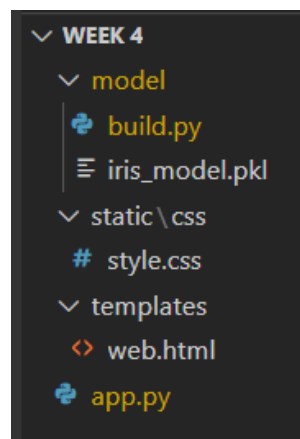 WEEK 4
model
build.py
iris_model.pkl
static\css
# style.css
templates
<> web.html
app.py